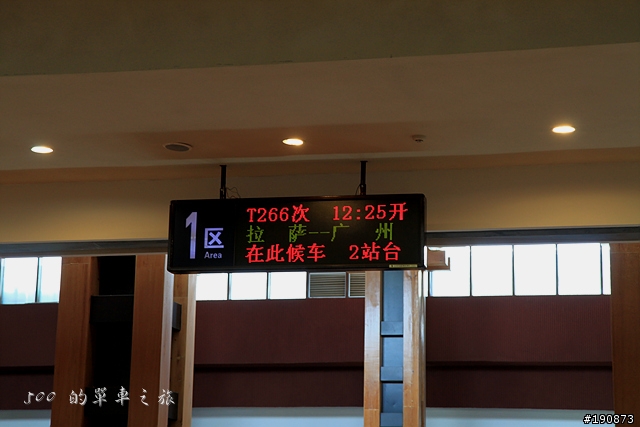 1区
Area
T266次 12:25开
拉 萨--广 州
在此候车 2站台
500 的單車之旅
#190873